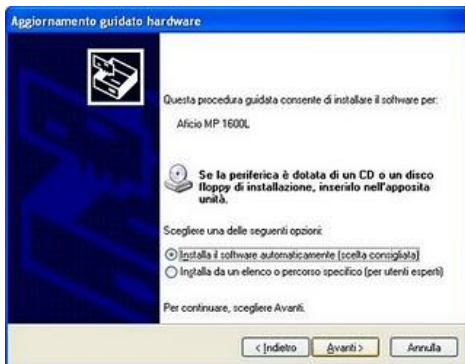 Aggiornamento guidato hardware
Questa procedura guidata consente di installare il software per:
Aficio MP 1600L
Se la periferica è dotata di un CD o un disco
floppy di installazione, inserirlo nell'apposita
unità.
Scegliere una delle seguenti opzioni:
Installa il software automaticamente (scelta consigliata)
Installa da un elenco o percorso specifico (per utenti esperti)
Per continuare, scegliere Avanti.
< Indietro
Avanti >
Annulla